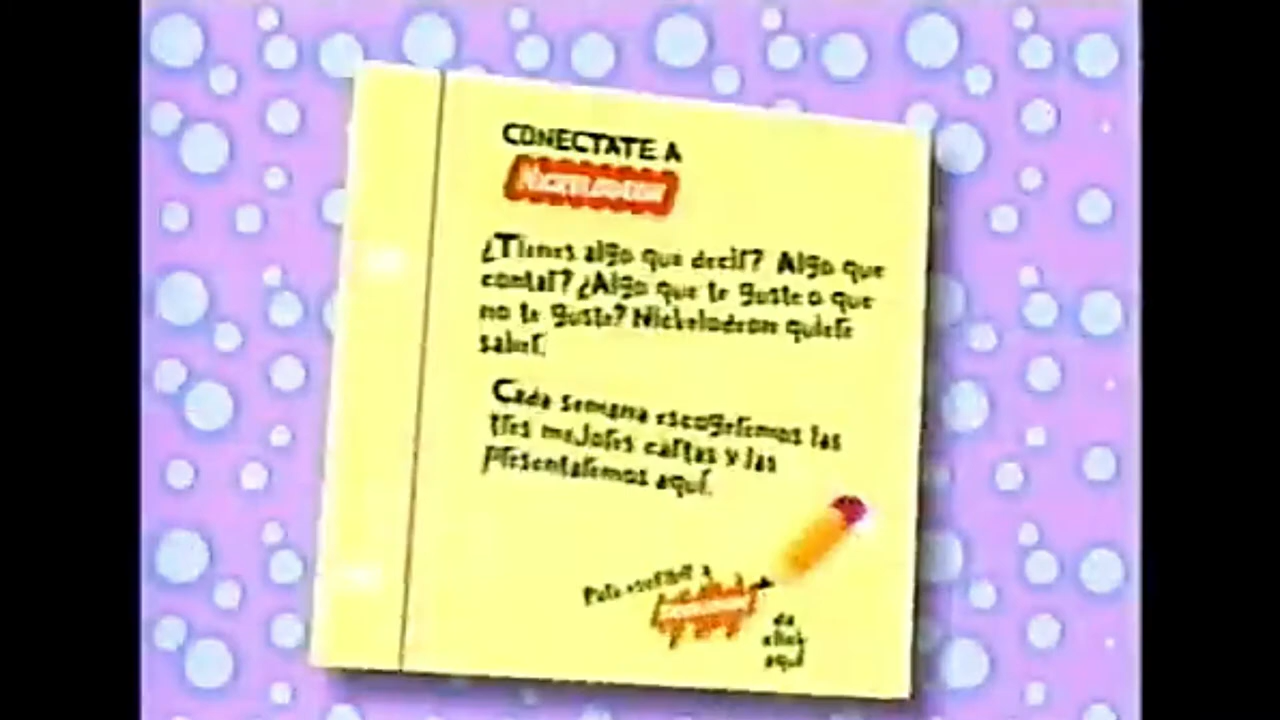 CONECTATE A
NICKELODEON
¿Tienes algo que decir? Algo que
contar? ¿Algo que te guste o que
no te guste? Nickelodeon quiere
saber.
Cada semana escogeremos las
tres mejores cartas y las
presentaremos aquí.
Para escribir a
da
click
aquí